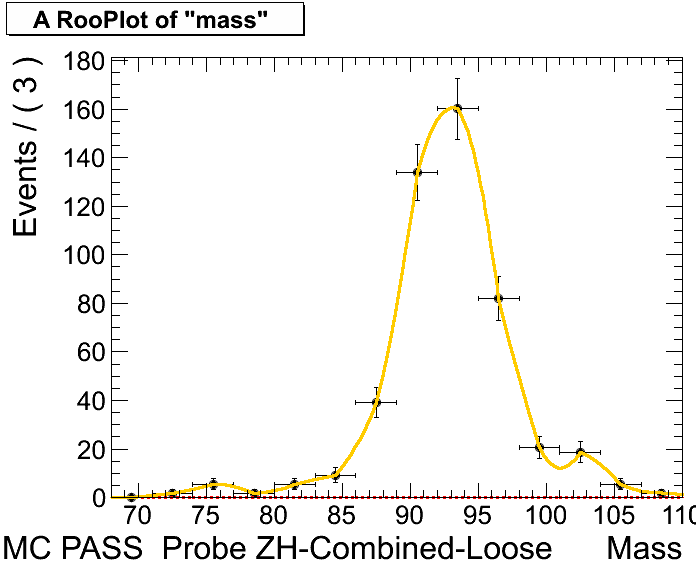 A RooPlot of "mass"
Events / ( 3 )
180
160
140
120
100
80
60
40
20
0
70 75 80 85 90 95 100 105 110
MC PASS Probe ZH-Combined-Loose Mass